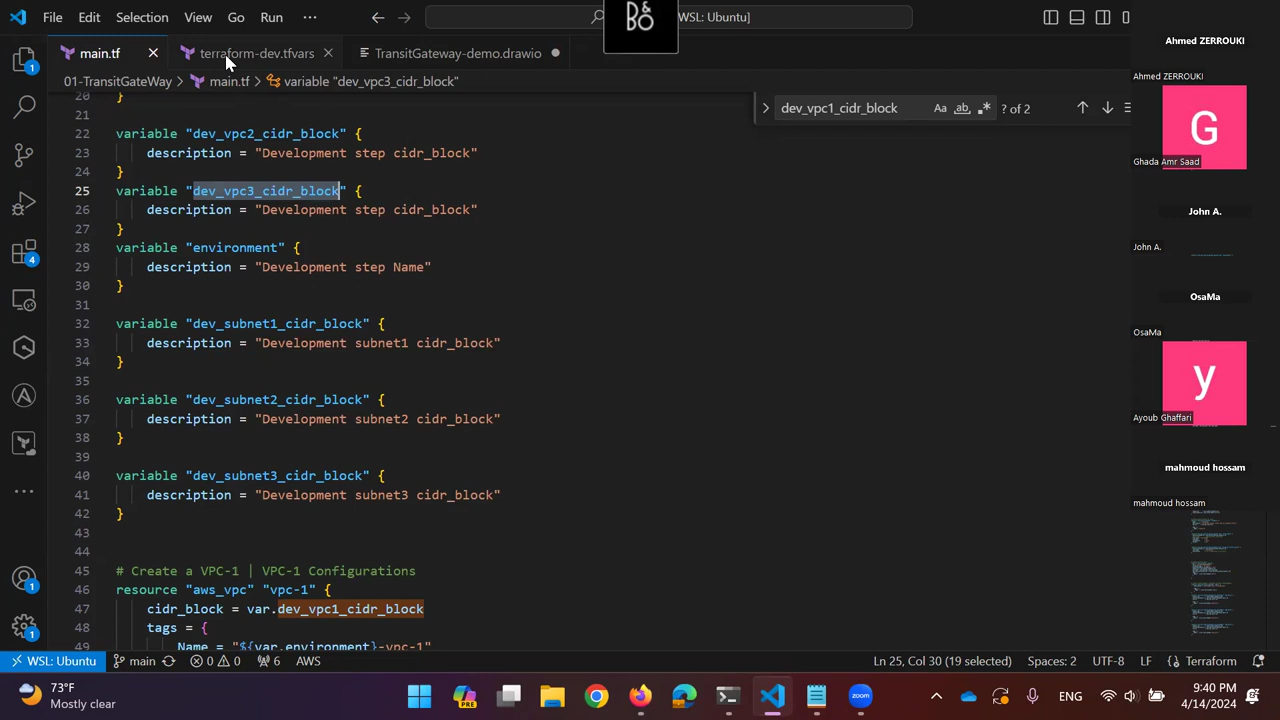 File Edit Selection View Go Run ··· WSL: Ubuntu]
B&O
main.tf terraform-dev.tfvars TransitGateway-demo.drawio
01-TransitGateWay > main.tf > variable "dev_vpc3_cidr_block"
dev_vpc1_cidr_block Aa ab .* ? of 2
20 }
21
22 variable "dev_vpc2_cidr_block" {
23 description = "Development step cidr_block"
24 }
25 variable "dev_vpc3_cidr_block" {
26 description = "Development step cidr_block"
27 }
28 variable "environment" {
29 description = "Development step Name"
30 }
31
32 variable "dev_subnet1_cidr_block" {
33 description = "Development subnet1 cidr_block"
34 }
35
36 variable "dev_subnet2_cidr_block" {
37 description = "Development subnet2 cidr_block"
38 }
39
40 variable "dev_subnet3_cidr_block" {
41 description = "Development subnet3 cidr_block"
42 }
43
44
45 # Create a VPC-1 | VPC-1 Configurations
46 resource "aws_vpc" "vpc-1" {
47 cidr_block = var.dev_vpc1_cidr_block
48 tags = {
49 Name = "${var.environment}-vpc-1"
1
4
1
1
Ahmed ZERROUKI
Ahmed ZERROUKI
G
Ghada Amr Saad
John A.
John A.
OsaMa
OsaMa
y
Ayoub Ghaffari
mahmoud hossam
mahmoud hossam
WSL: Ubuntu main 0 0 6 AWS Ln 25, Col 30 (19 selected) Spaces: 2 UTF-8 LF {} Terraform
73°F
Mostly clear
PRE
zoom
ENG
9:40 PM
4/14/2024